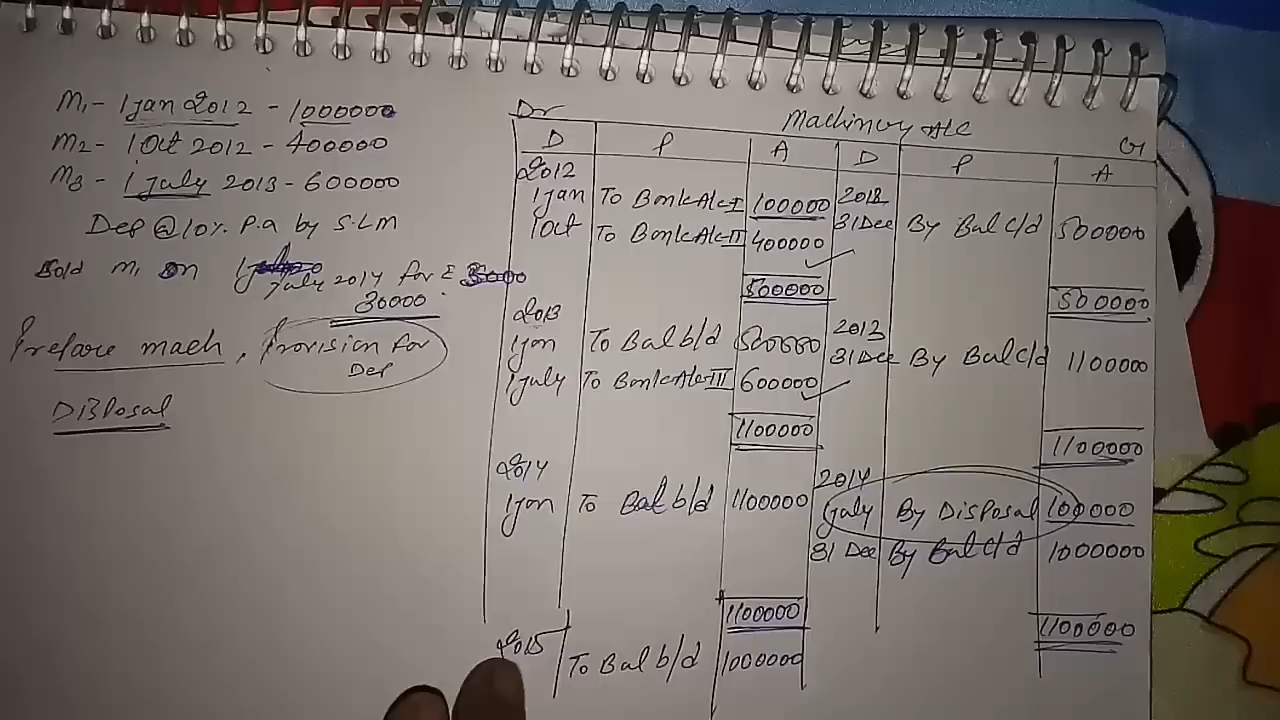 M1 - 1 Jan 2012 - 1000000
M2 - 1 Oct 2012 - 400000
M3 - 1 July 2013 - 600000
Dep @ 10% P.a by S.L.M
Sold M1 on 1 July 2014 for
30000
Prepare mach, Provision for
Dep
Disposal
Dr Machinery A/c Cr
D P A D P A
2012
1 Jan To Bank A/c I 100000 2012
31 Dec By Bal c/d 500000
1 Oct To Bank A/c II 400000
500000 500000
2013
1 Jan To Bal b/d 500000 2013
31 Dec By Bal c/d 1100000
1 July To Bank A/c III 600000
1100000 1100000
2014
1 Jan To Bal b/d 1100000 2014
1 July By Disposal 100000
31 Dec By Bal c/d 1000000
1100000 1100000
2015
To Bal b/d 1000000